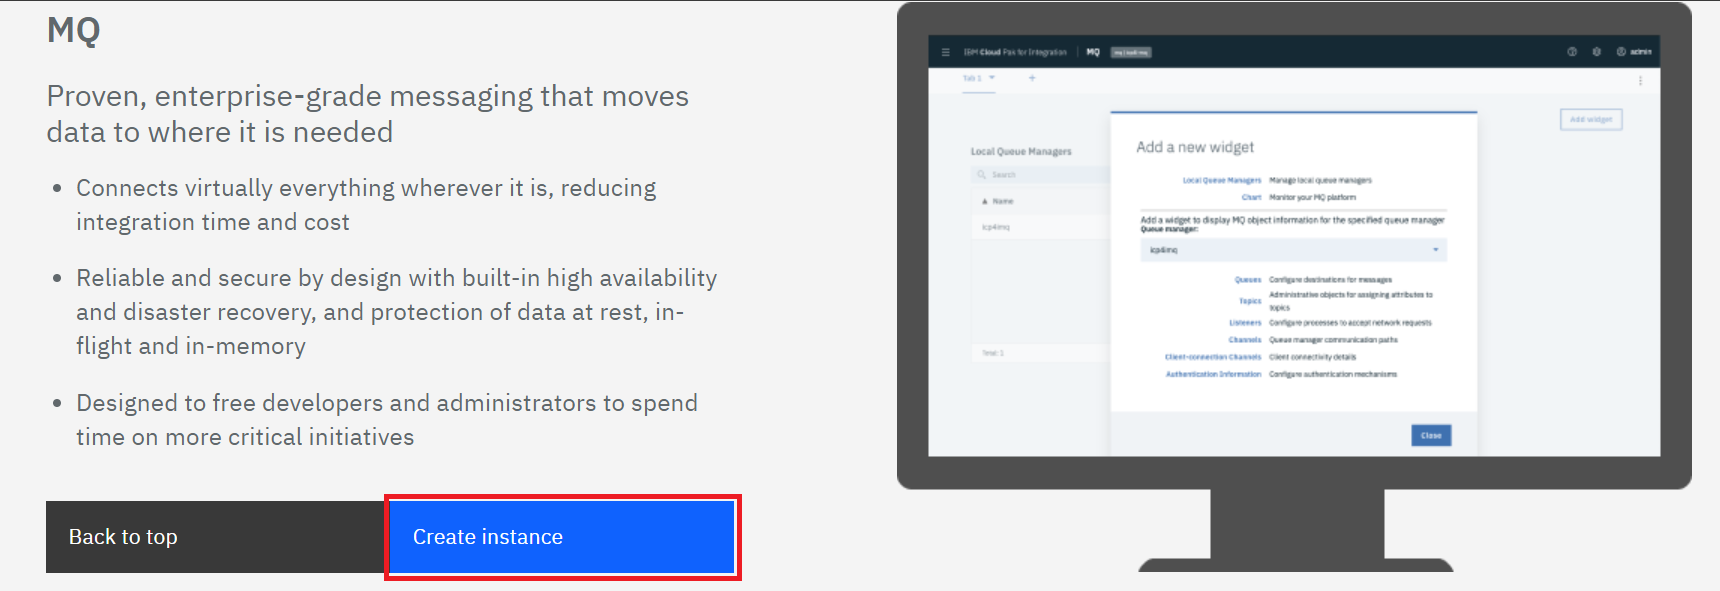 MQ
Proven, enterprise-grade messaging that moves
data to where it is needed
Connects virtually everything wherever it is, reducing
integration time and cost
Reliable and secure by design with built-in high availability
and disaster recovery, and protection of data at rest, in-
flight and in-memory
Designed to free developers and administrators to spend
time on more critical initiatives
Back to top
Create instance
IBM Cloud Pak for Integration
MQ
admin
Tab 1
+
Add widget
Local Queue Managers
Search
Name
icp4imq
Total: 1
Add a new widget
Local Queue Managers Manage local queue managers
Chart Monitor your MQ platform
Add a widget to display MQ object information for the specified queue manager
Queue manager:
icp4imq
Queues Configure destinations for messages
Topics Administrative objects for assigning attributes to
topics
Listeners Configure processes to accept network requests
Channels Queue manager communication paths
Client-connection Channels Client connectivity details
Authentication Information Configure authentication mechanisms
Close